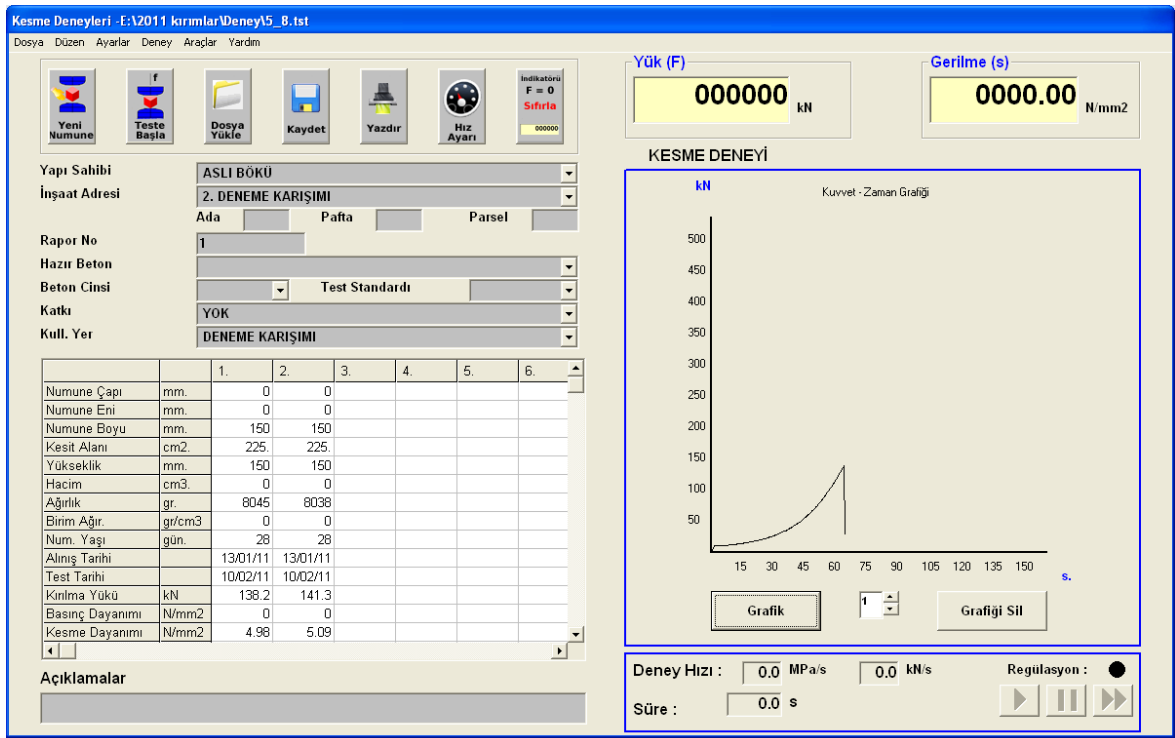 Kesme Deneyleri -E:\2011 kırımlar\Deney\5_8.tst
Dosya Düzen Ayarlar Deney Araçlar Yardım
Yeni Numune
f
Teste Başla
Dosya Yükle
Kaydet
Yazdır
Hız Ayarı
İndikatörü
F = 0
Sıfırla
000000
Yük (F)
000000 kN
Gerilme (s)
0000.00 N/mm2
Yapı Sahibi ASLI BÖKÜ
İnşaat Adresi 2. DENEME KARIŞIMI
Ada Pafta Parsel
Rapor No 1
Hazır Beton
Beton Cinsi Test Standardı
Katkı YOK
Kull. Yer DENEME KARIŞIMI
1. 2. 3. 4. 5. 6.
Numune Çapı mm. 0 0
Numune Eni mm. 0 0
Numune Boyu mm. 150 150
Kesit Alanı cm2. 225. 225.
Yükseklik mm. 150 150
Hacim cm3. 0 0
Ağırlık gr. 8045 8038
Birim Ağır. gr/cm3 0 0
Num. Yaşı gün. 28 28
Alınış Tarihi 13/01/11 13/01/11
Test Tarihi 10/02/11 10/02/11
Kırılma Yükü kN 138.2 141.3
Basınç Dayanımı N/mm2 0 0
Kesme Dayanımı N/mm2 4.98 5.09
Açıklamalar
KESME DENEYİ
kN
Kuvvet - Zaman Grafiği
500
450
400
350
300
250
200
150
100
50
15 30 45 60 75 90 105 120 135 150
s.
Grafik 1 Grafiği Sil
Deney Hızı : 0.0 MPa/s 0.0 kN/s Regülasyon :
Süre : 0.0 s